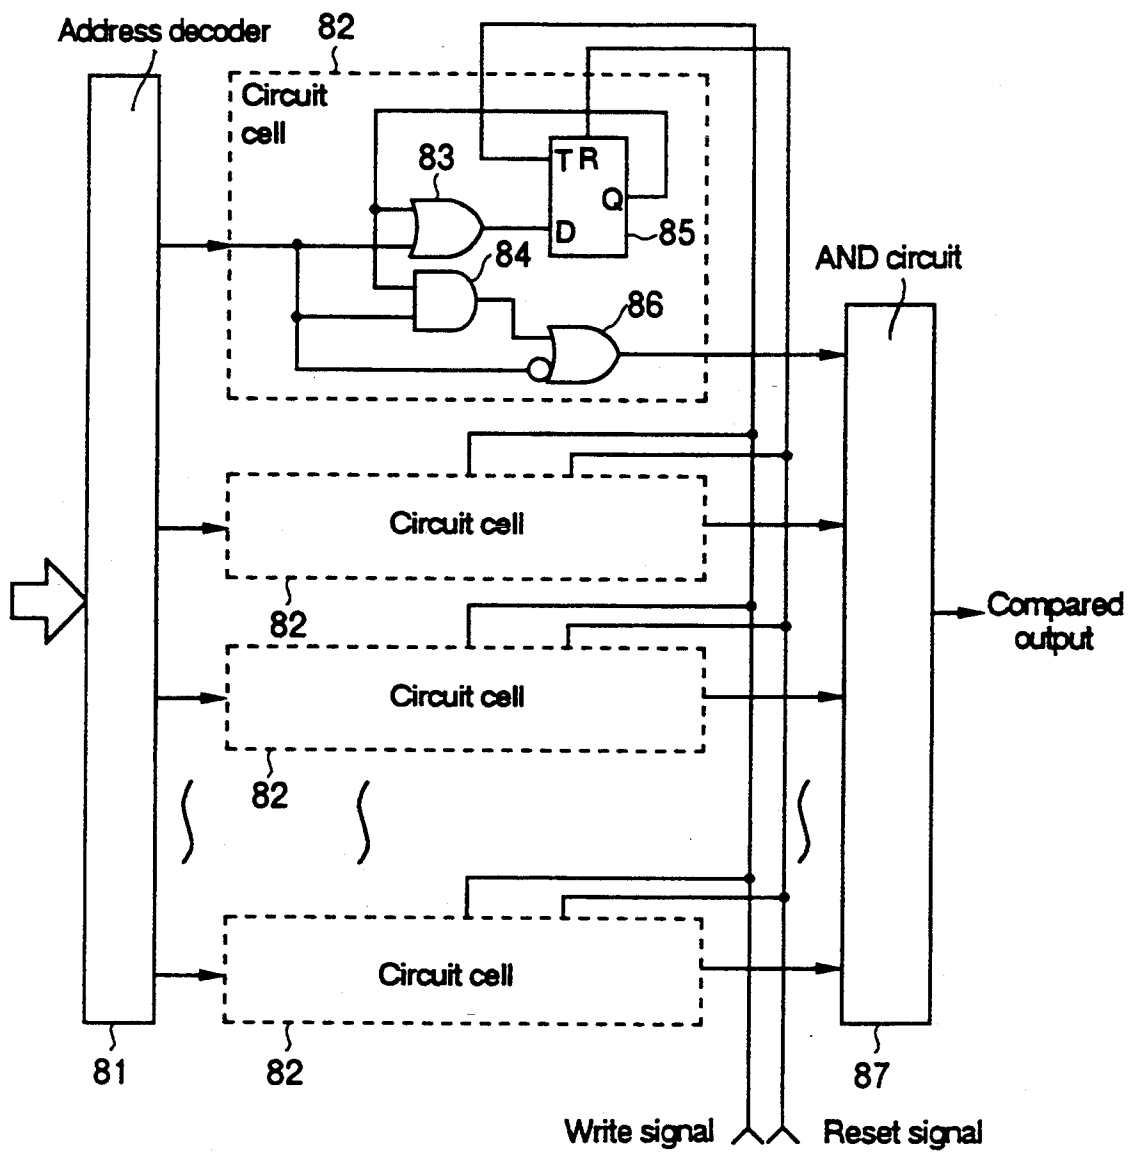 Address decoder
82
Circuit
cell
83
T R
Q
D
85
84
86
AND circuit
Circuit cell
82
Circuit cell
82
Compared
output
Circuit cell
81
82
87
Write signal
Reset signal